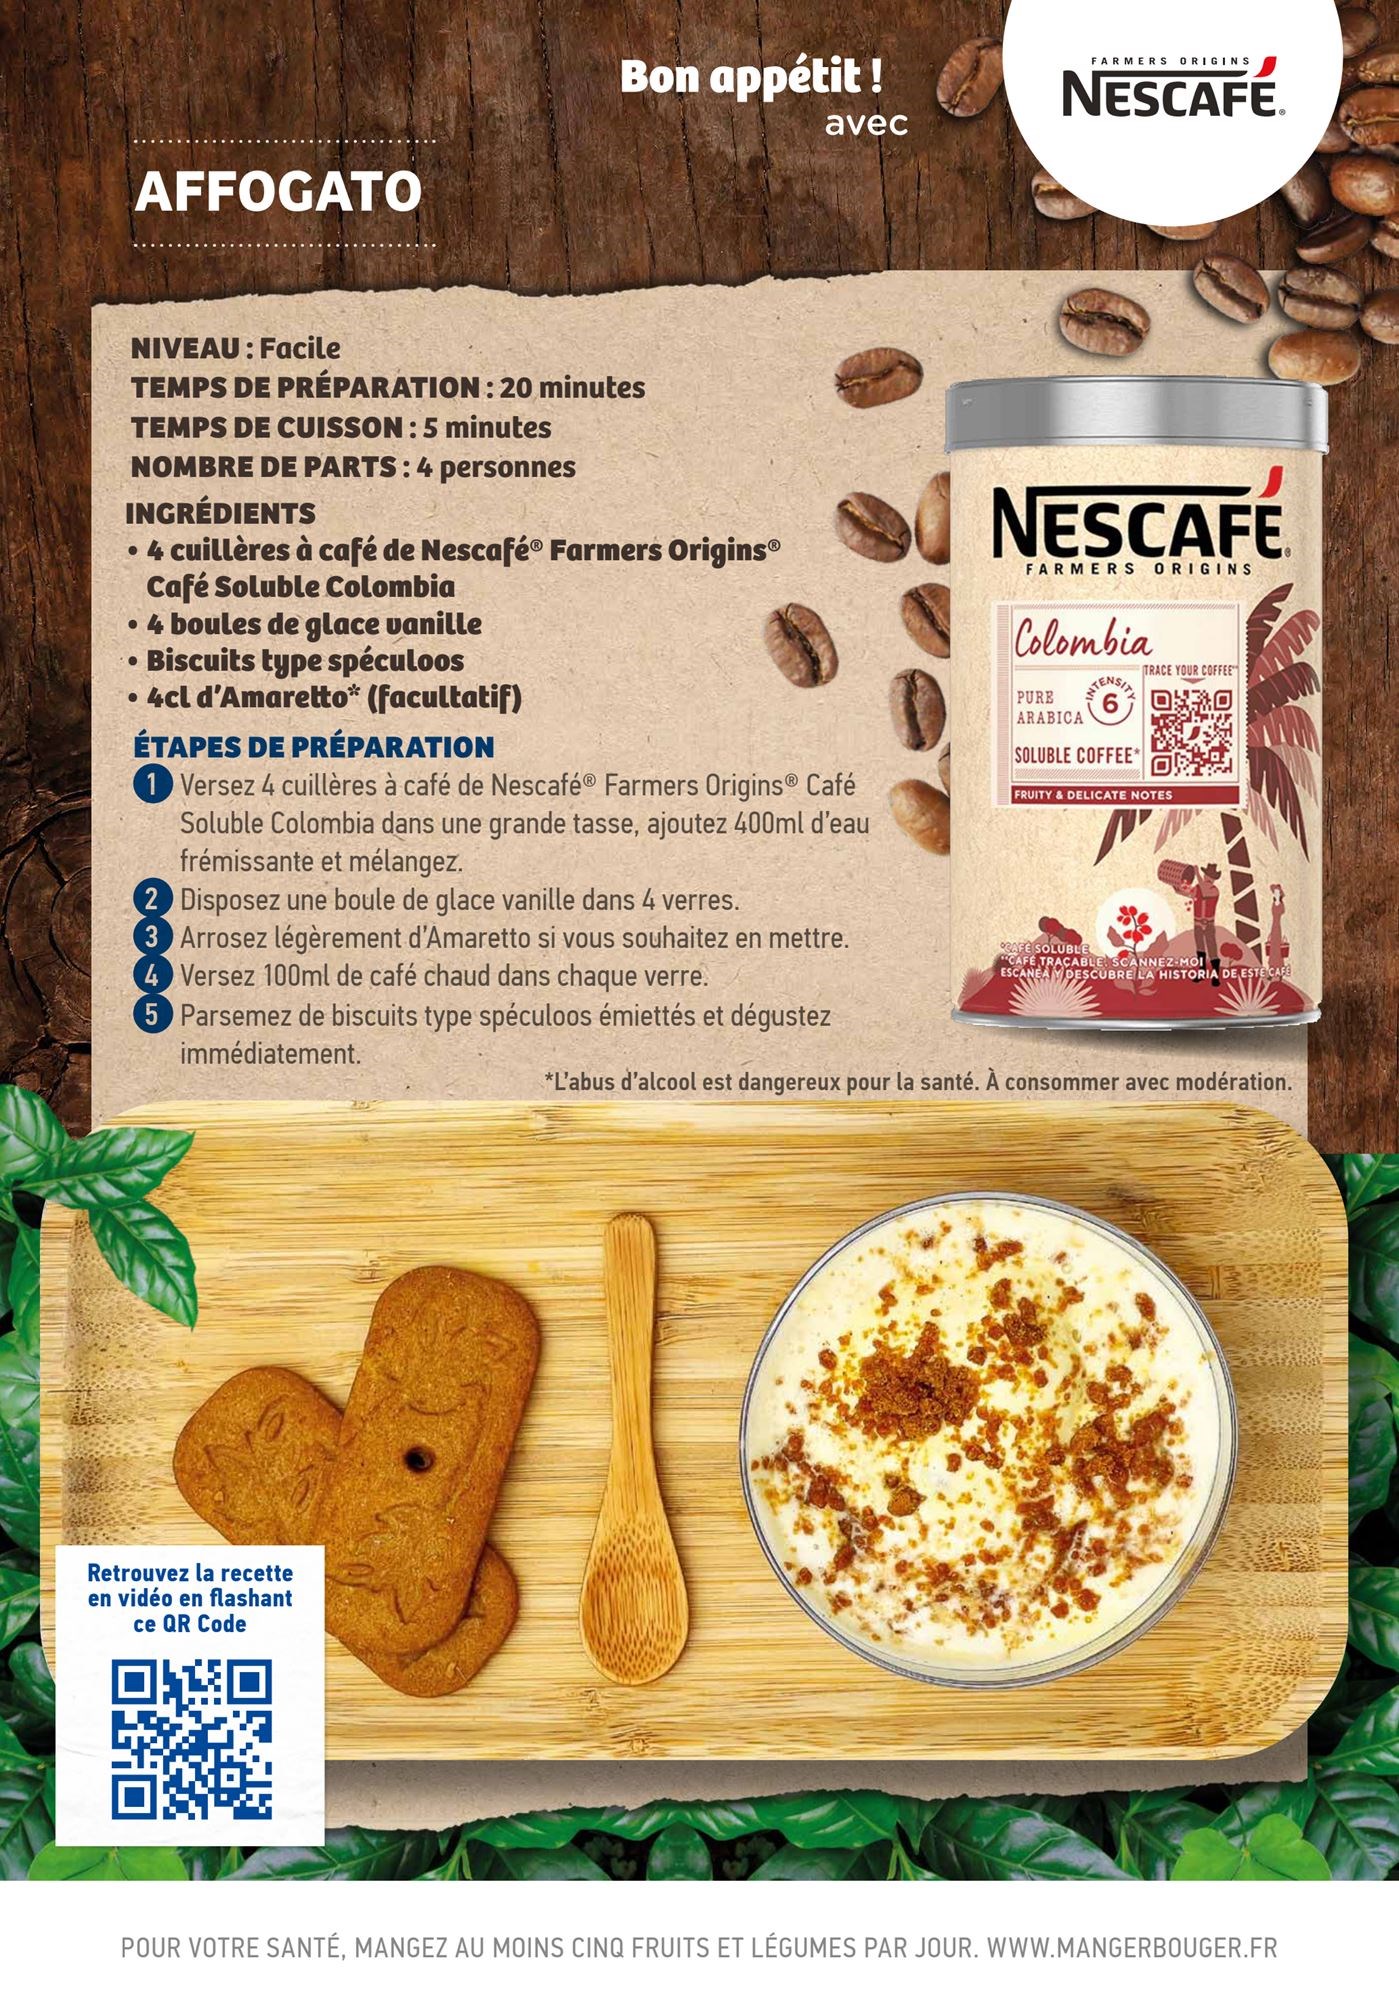 Bon appétit !
avec
FARMERS ORIGINS
NESCAFÉ®
AFFOGATO
NIVEAU : Facile
TEMPS DE PRÉPARATION : 20 minutes
TEMPS DE CUISSON : 5 minutes
NOMBRE DE PARTS : 4 personnes
INGRÉDIENTS
• 4 cuillères à café de Nescafé® Farmers Origins®
Café Soluble Colombia
• 4 boules de glace vanille
• Biscuits type spéculoos
• 4cl d'Amaretto* (facultatif)
ÉTAPES DE PRÉPARATION
1 Versez 4 cuillères à café de Nescafé® Farmers Origins® Café
Soluble Colombia dans une grande tasse, ajoutez 400ml d'eau
frémissante et mélangez.
2 Disposez une boule de glace vanille dans 4 verres.
3 Arrosez légèrement d'Amaretto si vous souhaitez en mettre.
4 Versez 100ml de café chaud dans chaque verre.
5 Parsemez de biscuits type spéculoos émiettés et dégustez
immédiatement.
*L'abus d'alcool est dangereux pour la santé. À consommer avec modération.
NESCAFÉ®
FARMERS ORIGINS
Colombia
TRACE YOUR COFFEE**
PURE
ARABICA
INTENSITY
6
SOLUBLE COFFEE*
FRUITY & DELICATE NOTES
*CAFÉ SOLUBLE
**CAFÉ TRAÇABLE: SCANNEZ-MOI
ESCANÉA Y DESCUBRE LA HISTORIA DE ESTE CAFÉ
Retrouvez la recette
en vidéo en flashant
ce QR Code
POUR VOTRE SANTÉ, MANGEZ AU MOINS CINQ FRUITS ET LÉGUMES PAR JOUR. WWW.MANGERBOUGER.FR